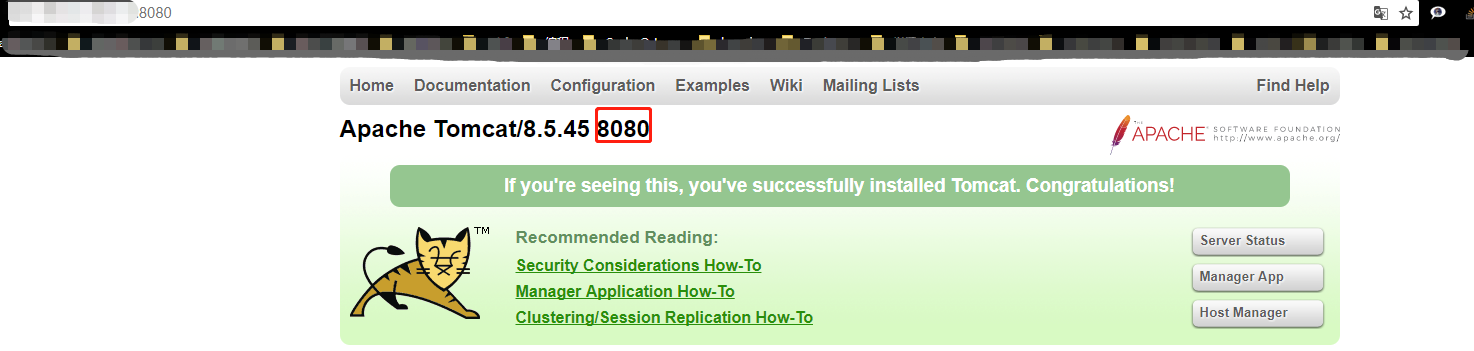 :8080
Home Documentation Configuration Examples Wiki Mailing Lists Find Help
Apache Tomcat/8.5.45 8080
THE
APACHE® SOFTWARE FOUNDATION
http://www.apache.org/
If you're seeing this, you've successfully installed Tomcat. Congratulations!
TM
Recommended Reading:
Security Considerations How-To
Manager Application How-To
Clustering/Session Replication How-To
Server Status
Manager App
Host Manager